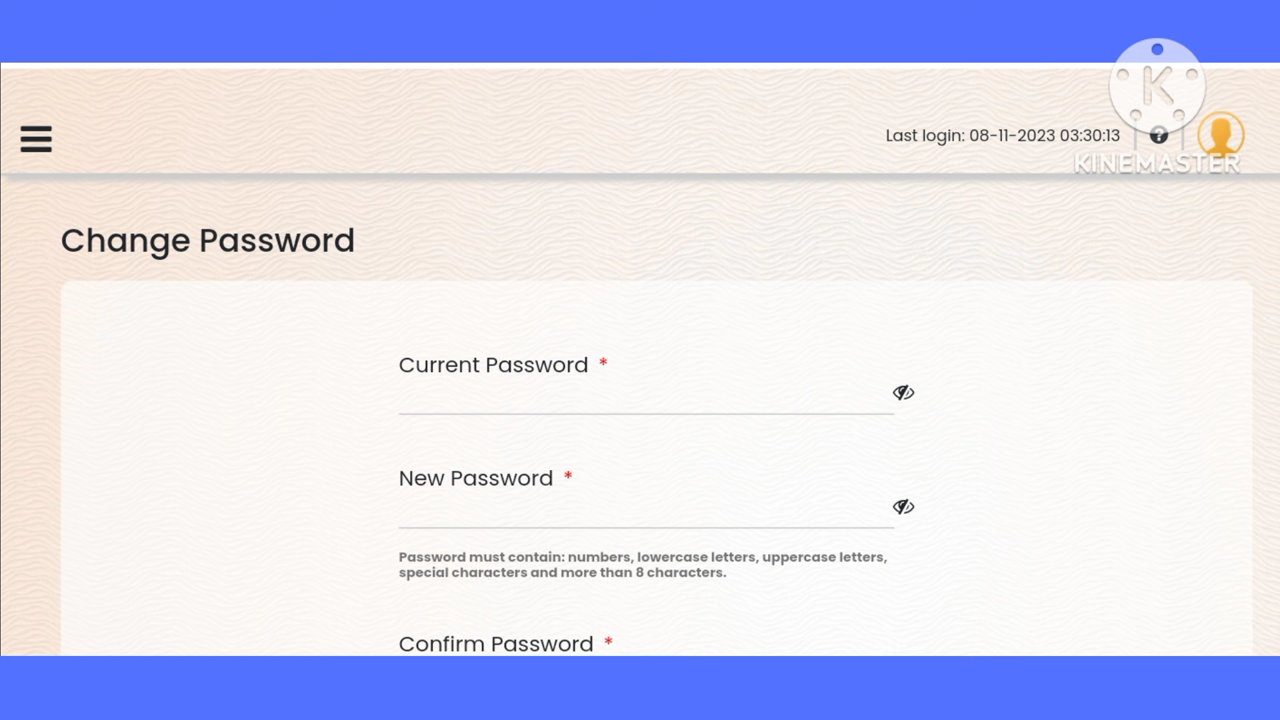 Last login: 08-11-2023 03:30:13
?
K
KINEMASTER
Change Password
Current Password *
New Password *
Password must contain: numbers, lowercase letters, uppercase letters,
special characters and more than 8 characters.
Confirm Password *